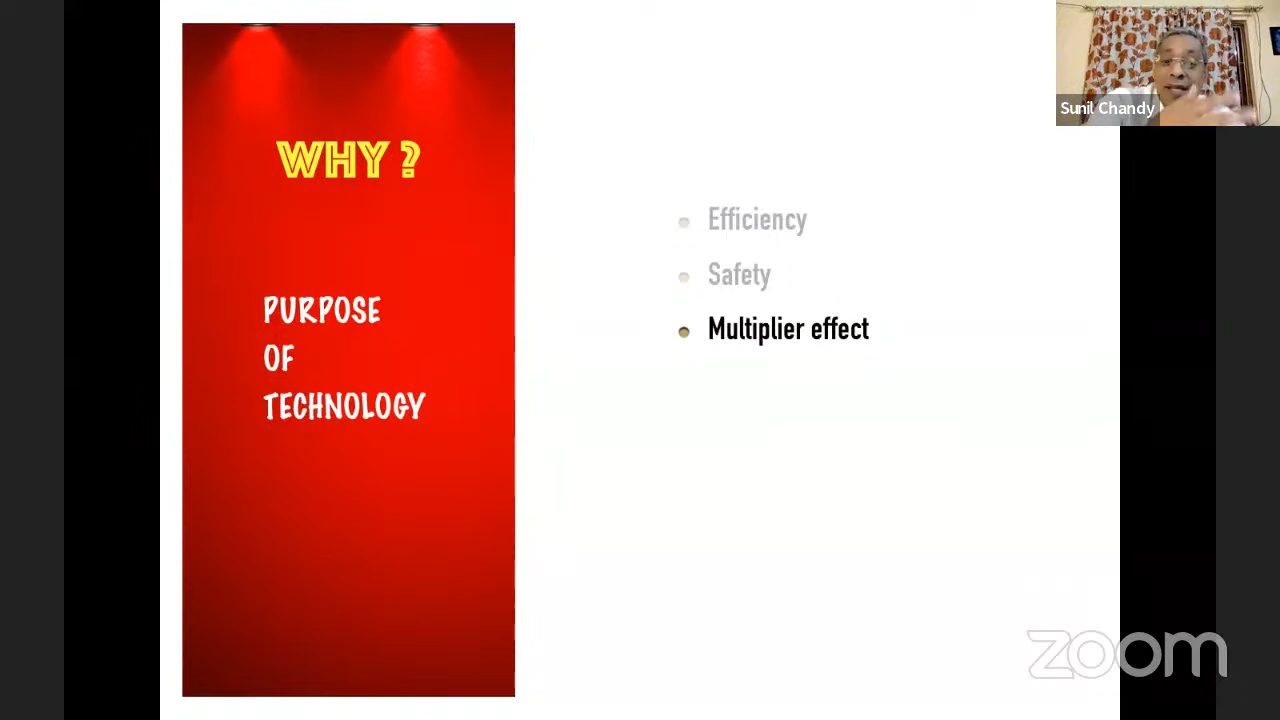 WHY ?
PURPOSE
OF
TECHNOLOGY
Efficiency
Safety
Multiplier effect
Sunil Chandy
zoom